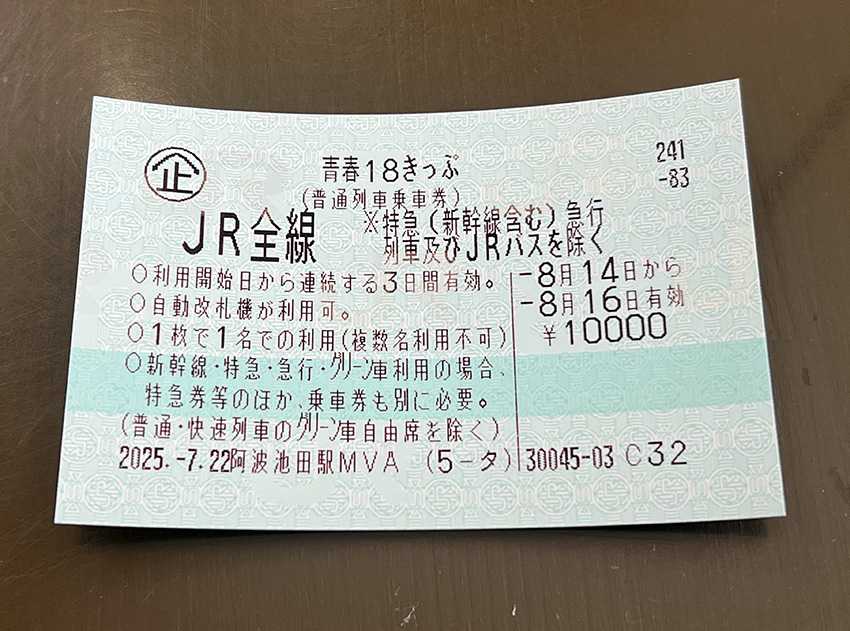 企 青春18きっぷ 241
(普通列車乗車券) -83
JR全線 ※特急(新幹線含む)急行
列車及びJRバスを除く
○利用開始日から連続する3日間有効。 -8月14日から
○自動改札機が利用可。 -8月16日有効
○1枚で1名での利用(複数名利用不可) ¥10000
○新幹線・特急・急行・グリーン車利用の場合、
特急券等のほか、乗車券も別に必要。
(普通・快速列車のグリーン車自由席を除く)
2025.-7.22阿波池田駅MVA (5-タ) 30045-03 C32